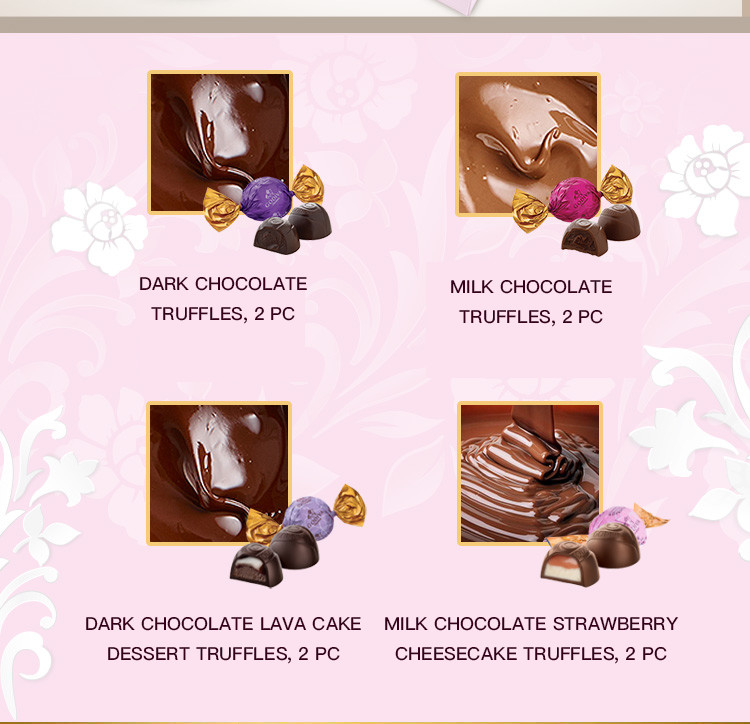 DARK CHOCOLATE
TRUFFLES, 2 PC
MILK CHOCOLATE
TRUFFLES, 2 PC
DARK CHOCOLATE LAVA CAKE
DESSERT TRUFFLES, 2 PC
MILK CHOCOLATE STRAWBERRY
CHEESECAKE TRUFFLES, 2 PC